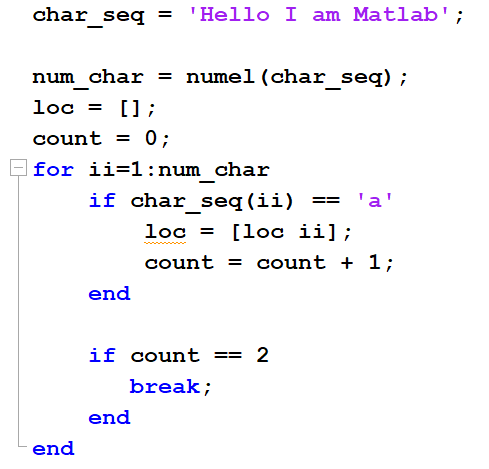 char_seq = 'Hello I am Matlab';
num_char = numel(char_seq);
loc = [];
count = 0;
for ii=1:num_char
if char_seq(ii) == 'a'
loc = [loc ii];
count = count + 1;
end
if count == 2
break;
end
end